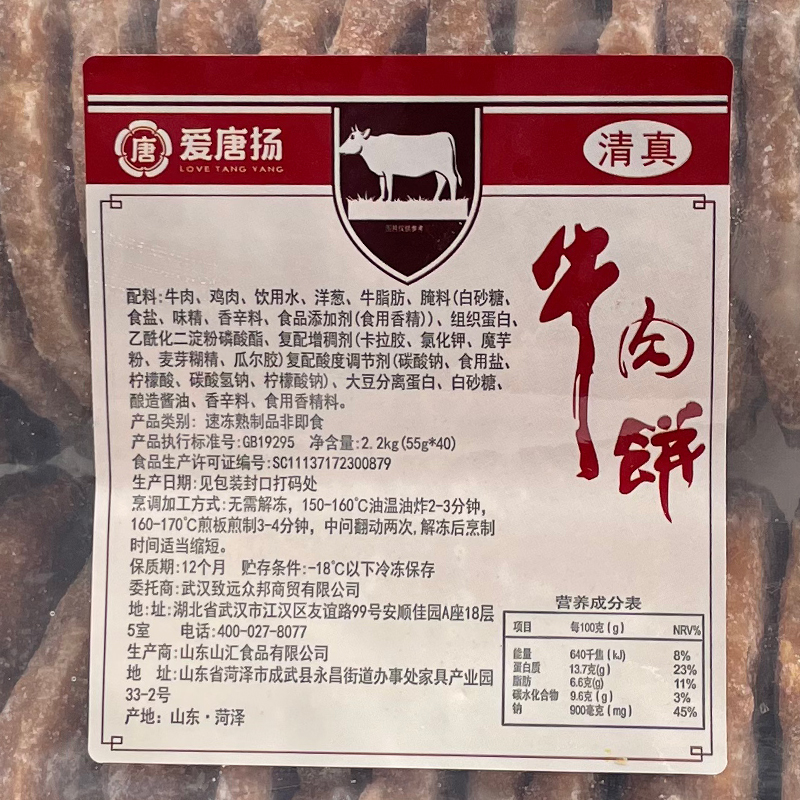 唐
爱唐扬
LOVE TANG YANG
清真
图片仅供参考
牛肉饼
配料:牛肉、鸡肉、饮用水、洋葱、牛脂肪、腌料(白砂糖、
食盐、味精、香辛料、食品添加剂(食用香精))、组织蛋白、
乙酰化二淀粉磷酸酯、复配增稠剂(卡拉胶、氯化钾、魔芋
粉、麦芽糊精、瓜尔胶)复配酸度调节剂(碳酸钠、食用盐、
柠檬酸、碳酸氢钠、柠檬酸钠)、大豆分离蛋白、白砂糖、
酿造酱油、香辛料、食用香精料。
产品类别: 速冻熟制品非即食
产品执行标准号:GB19295 净含量:2.2kg(55g*40)
食品生产许可证编号:SC11137172300879
生产日期:见包装封口打码处
烹调加工方式:无需解冻, 150-160℃油温油炸2-3分钟,
160-170℃煎板煎制3-4分钟, 中问翻动两次,解冻后烹制
时间适当缩短。
保质期:12个月 贮存条件:-18℃以下冷冻保存
委托商:武汉致远众邦商贸有限公司
地:址:湖北省武汉市江汉区友谊路99号安顺佳园A座18层
5室 电话:400-027-8077
生产商:山东山汇食品有限公司
地 址:山东省菏泽市成武县永昌街道办事处家具产业园
33-2号
产地: 山东·菏泽
营养成分表
项目 每100克(g) NRV%
能量 640千焦(kJ) 8%
蛋白质 13.7克(g) 23%
脂肪 6.6克(g) 11%
碳水化合物 9.6克(g) 3%
钠 900毫克(mg) 45%